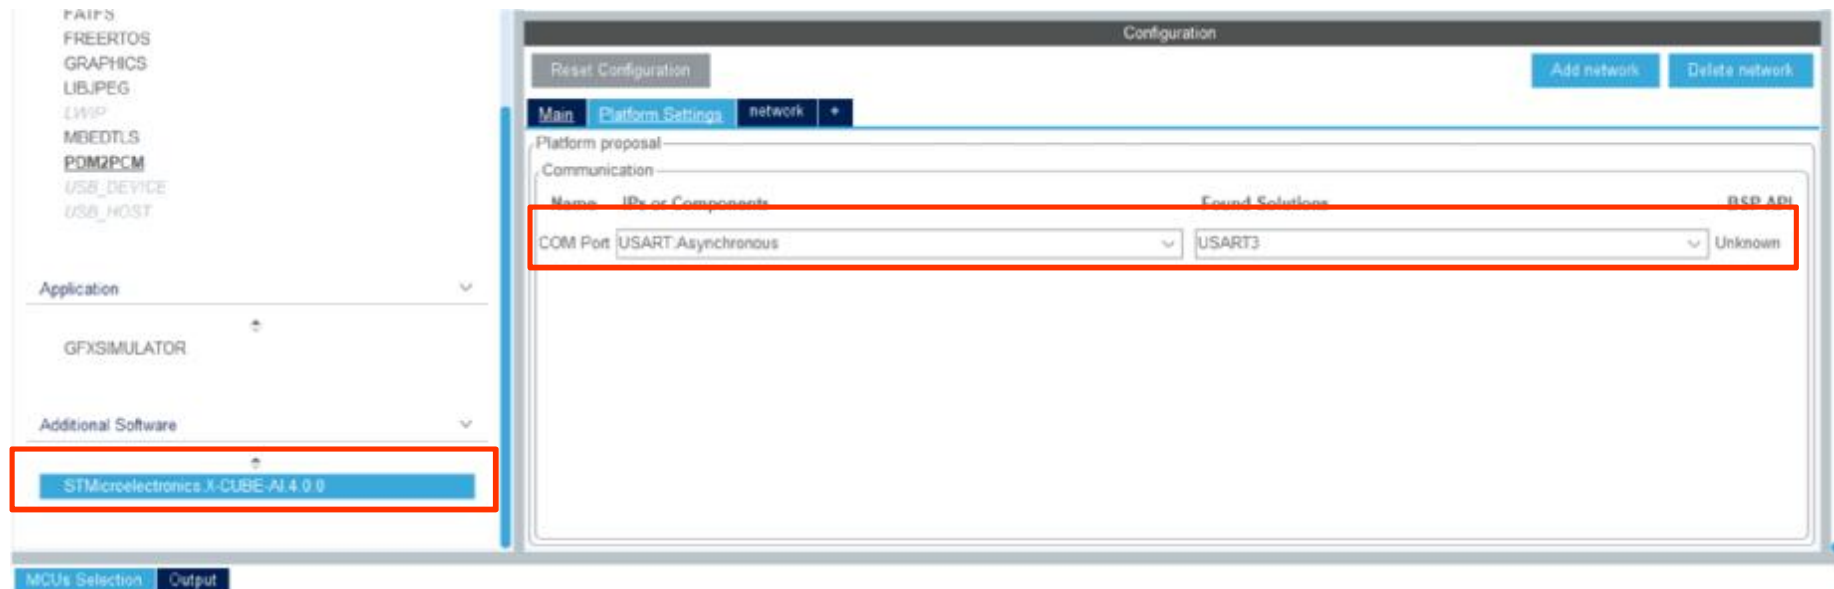 FATFS
FREERTOS
GRAPHICS
LIBJPEG
LWIP
MBEDTLS
PDM2PCM
USB_DEVICE
USB_HOST
Application
GFXSIMULATOR
Additional Software
STMicroelectronics.X-CUBE-AI.4.0.0
MCUs Selection Output
Configuration
Reset Configuration Add network Delete network
Main Platform Settings network +
Platform proposal
Communication
Name IPs or Components Found Solutions BSP API
COM Port USART:Asynchronous USART3 Unknown